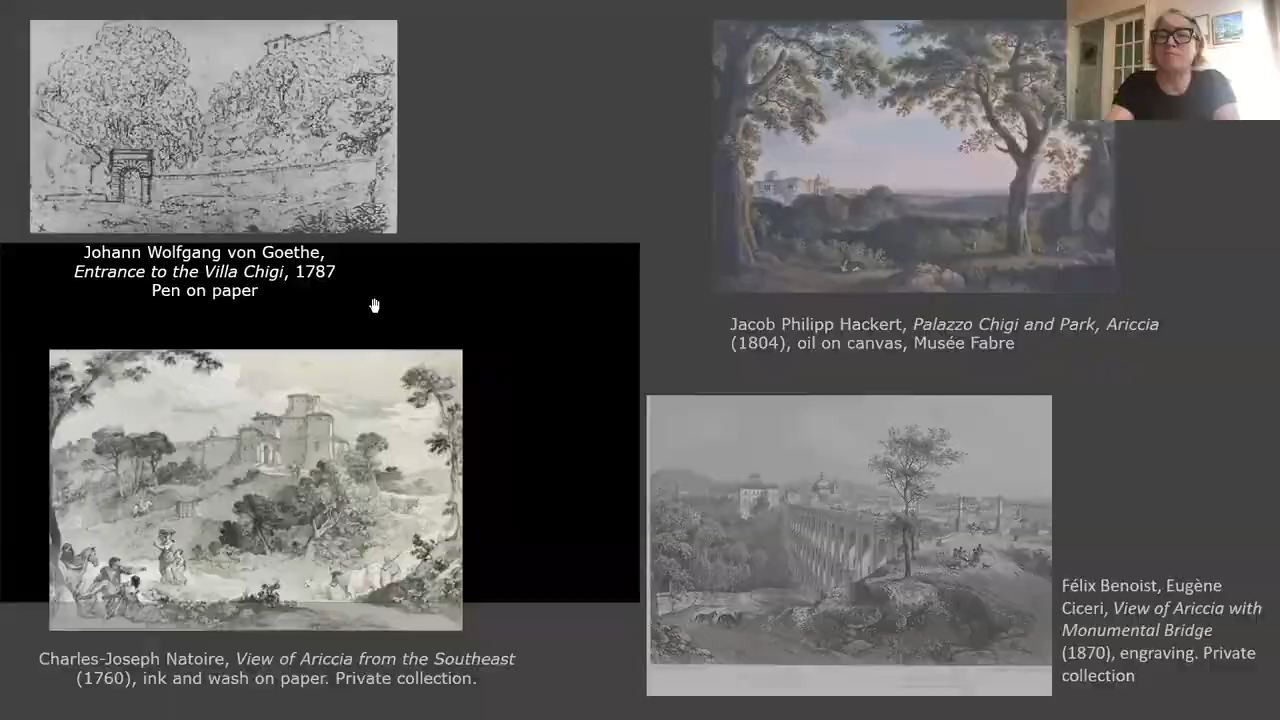 Johann Wolfgang von Goethe,
Entrance to the Villa Chigi, 1787
Pen on paper
Jacob Philipp Hackert, Palazzo Chigi and Park, Ariccia
(1804), oil on canvas, Musée Fabre
Charles-Joseph Natoire, View of Ariccia from the Southeast
(1760), ink and wash on paper. Private collection.
Félix Benoist, Eugène
Ciceri, View of Ariccia with
Monumental Bridge
(1870), engraving. Private
collection